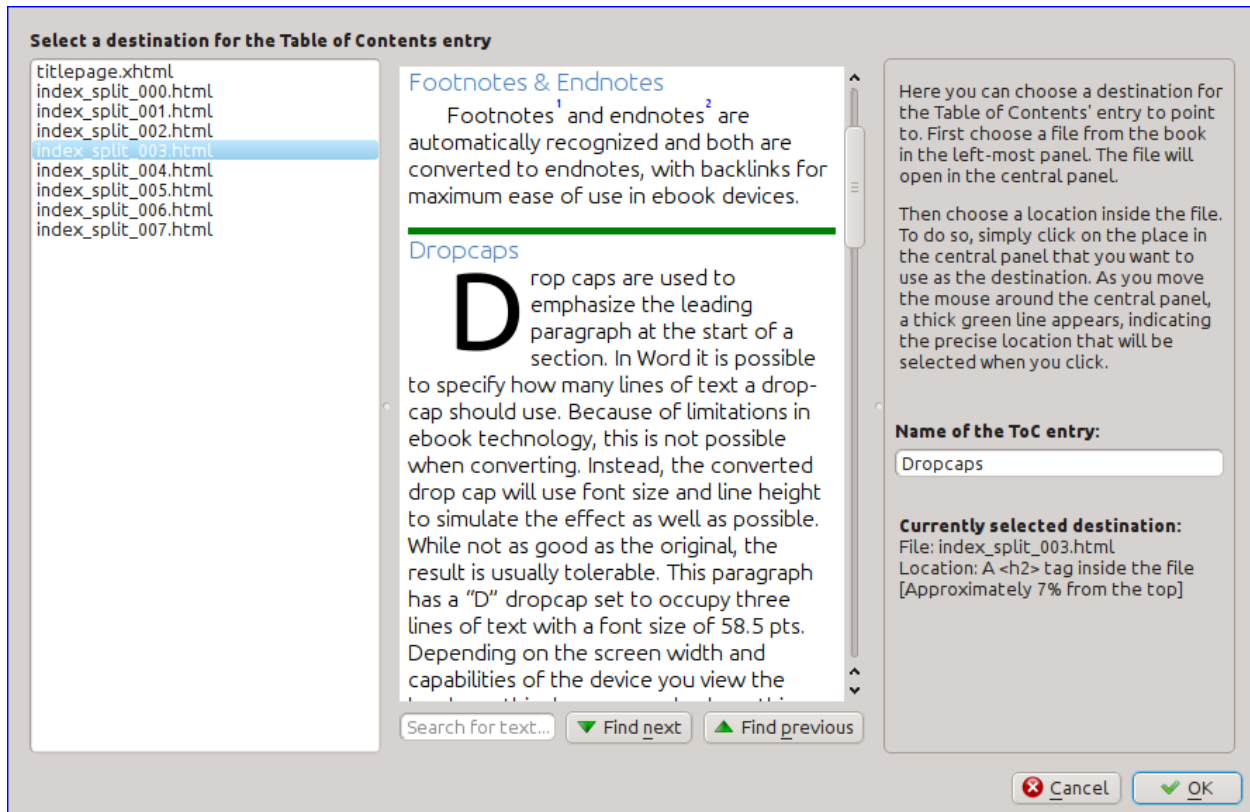 Select a destination for the Table of Contents entry
titlepage.xhtml
index_split_000.html
index_split_001.html
index_split_002.html
index_split_003.html
index_split_004.html
index_split_005.html
index_split_006.html
index_split_007.html
Footnotes & Endnotes
Footnotes1 and endnotes2 are
automatically recognized and both are
converted to endnotes, with backlinks for
maximum ease of use in ebook devices.
Dropcaps
Drop caps are used to
emphasize the leading
paragraph at the start of a
section. In Word it is possible
to specify how many lines of text a drop-
cap should use. Because of limitations in
ebook technology, this is not possible
when converting. Instead, the converted
drop cap will use font size and line height
to simulate the effect as well as possible.
While not as good as the original, the
result is usually tolerable. This paragraph
has a “D” dropcap set to occupy three
lines of text with a font size of 58.5 pts.
Depending on the screen width and
capabilities of the device you view the
Search for text...
Find next
Find previous
Here you can choose a destination for
the Table of Contents' entry to point
to. First choose a file from the book
in the left-most panel. The file will
open in the central panel.
Then choose a location inside the file.
To do so, simply click on the place in
the central panel that you want to
use as the destination. As you move
the mouse around the central panel,
a thick green line appears, indicating
the precise location that will be
selected when you click.
Name of the ToC entry:
Dropcaps
Currently selected destination:
File: index_split_003.html
Location: A <h2> tag inside the file
[Approximately 7% from the top]
Cancel
OK